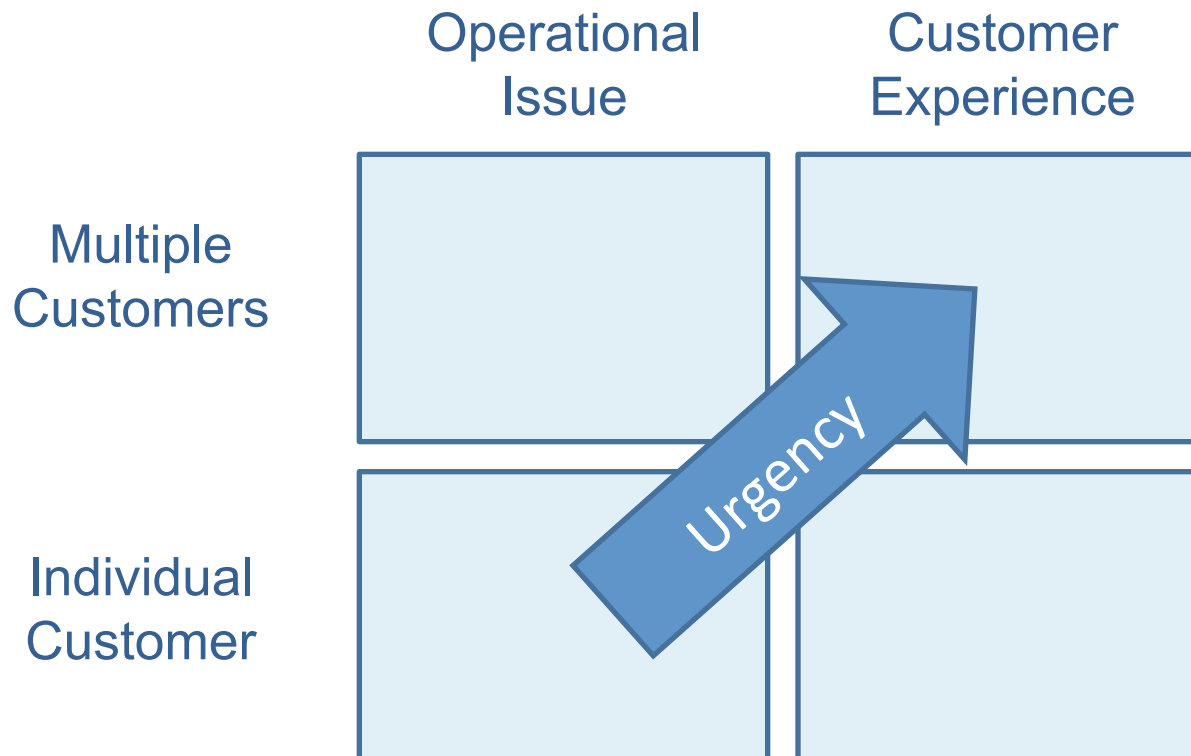 Operational
Issue
Customer
Experience
Multiple
Customers
Urgency
Individual
Customer